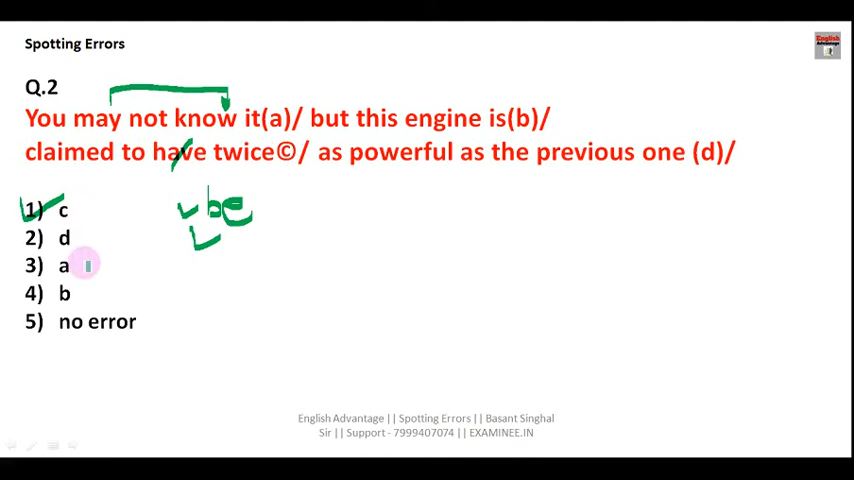 Spotting Errors
English
Advantage
Q.2
You may not know it(a)/ but this engine is(b)/
claimed to have twice©/ as powerful as the previous one (d)/
1) c
be
2) d
3) a
4) b
5) no error
English Advantage || Spotting Errors || Basant Singhal
Sir || Support - 7999407074 || EXAMINEE.IN